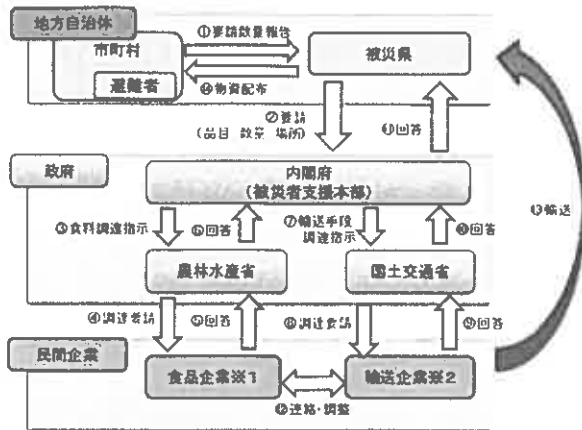 地方自治体
市町村
避難者
①要請数量報告
⑭物資配布
被災県
②要請
(品目 数量 場所)
⑪回答
政府
内閣府
(被災者支援本部)
③食料調達指示
⑥回答
⑦輸送手段
調達指示
⑩回答
⑬輸送
農林水産省
国土交通省
④調達要請
⑤回答
⑧調達要請
⑨回答
民間企業
食品企業※1
輸送企業※2
⑫連絡・調整